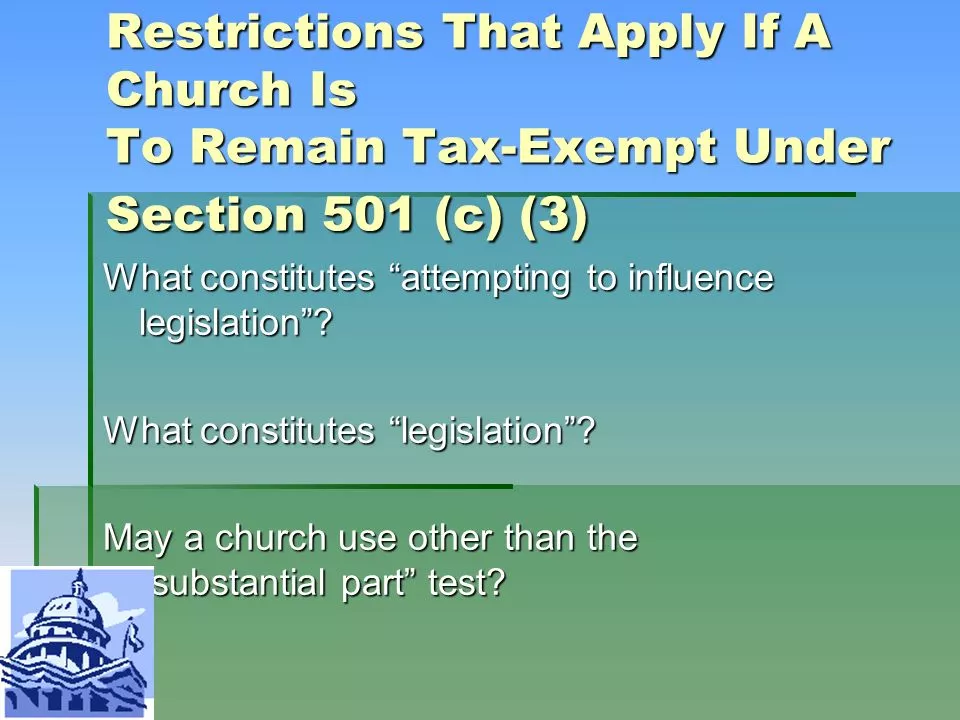 Restrictions That Apply If A
Church Is
To Remain Tax-Exempt Under
Section 501 (c) (3)
What constitutes “attempting to influence
legislation”?
What constitutes “legislation”?
May a church use other than the
substantial part” test?